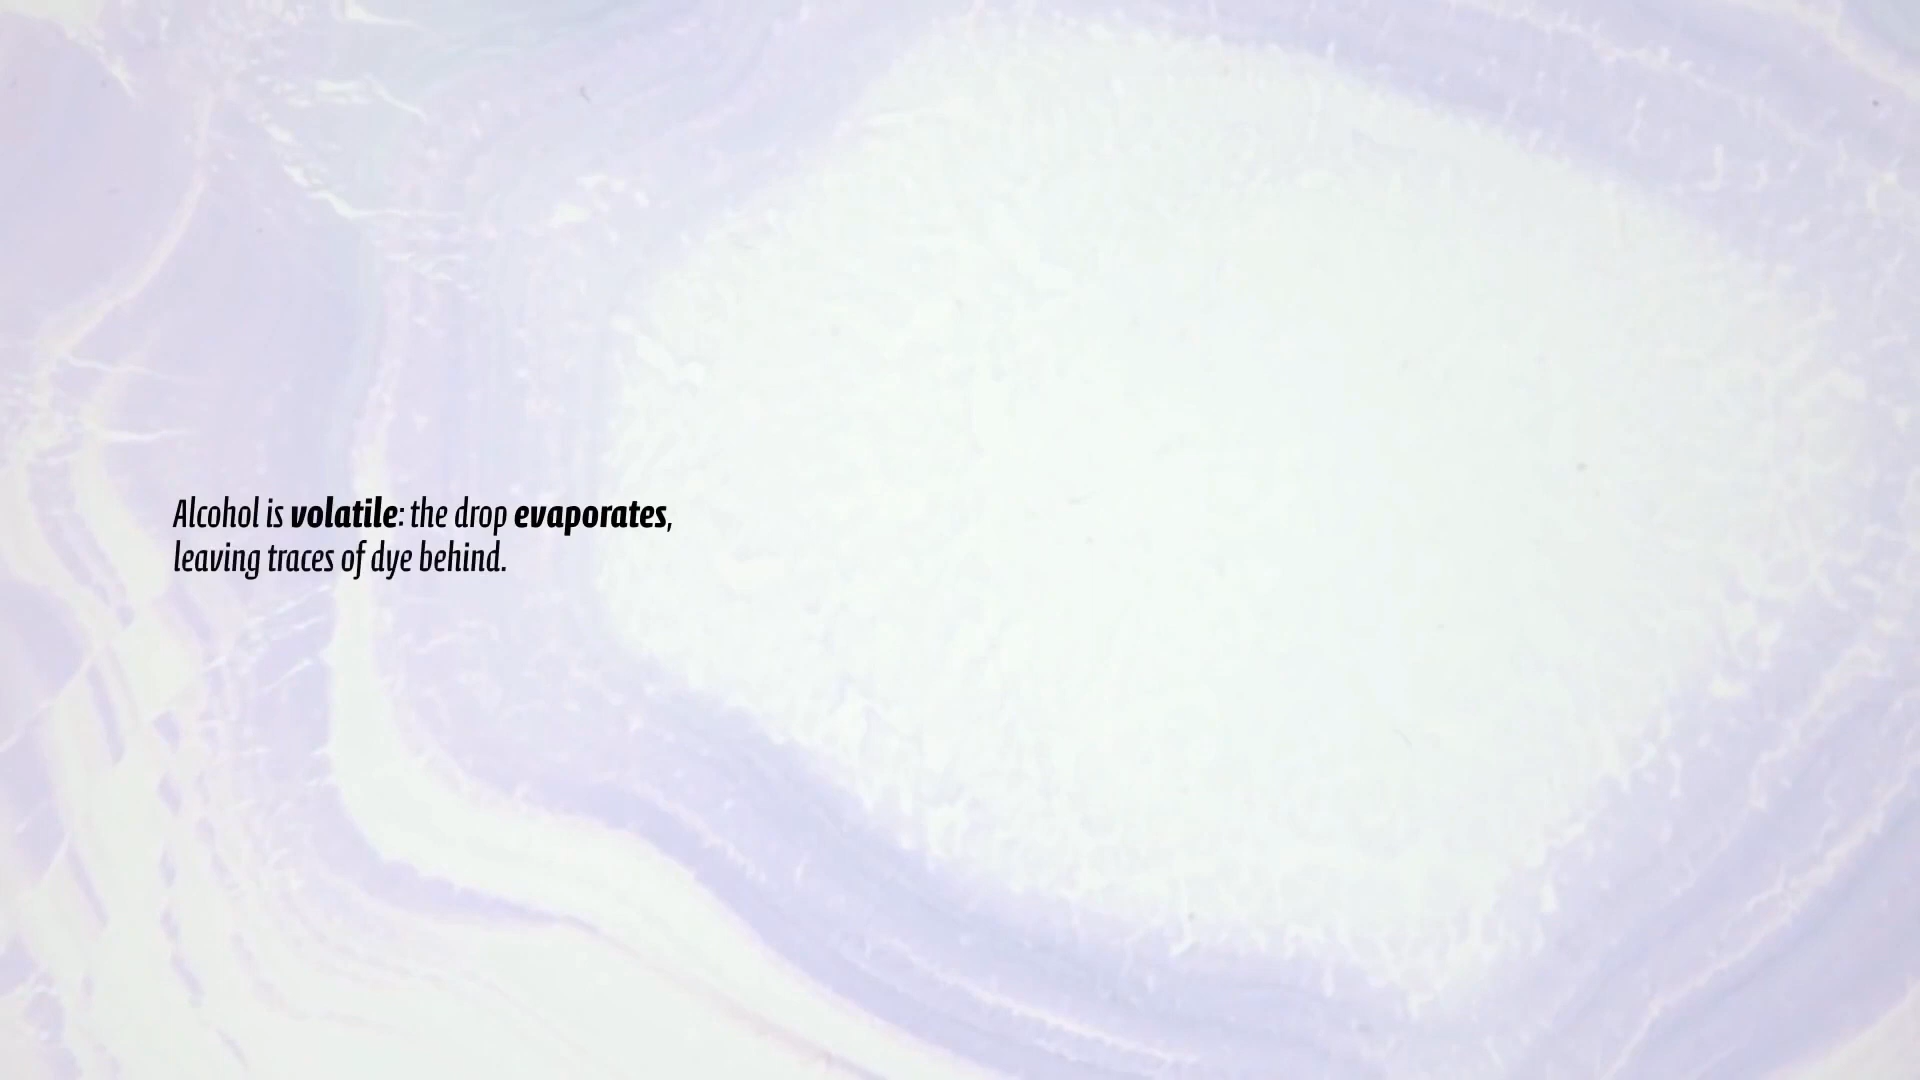 Alcohol is volatile: the drop evaporates,
leaving traces of dye behind.